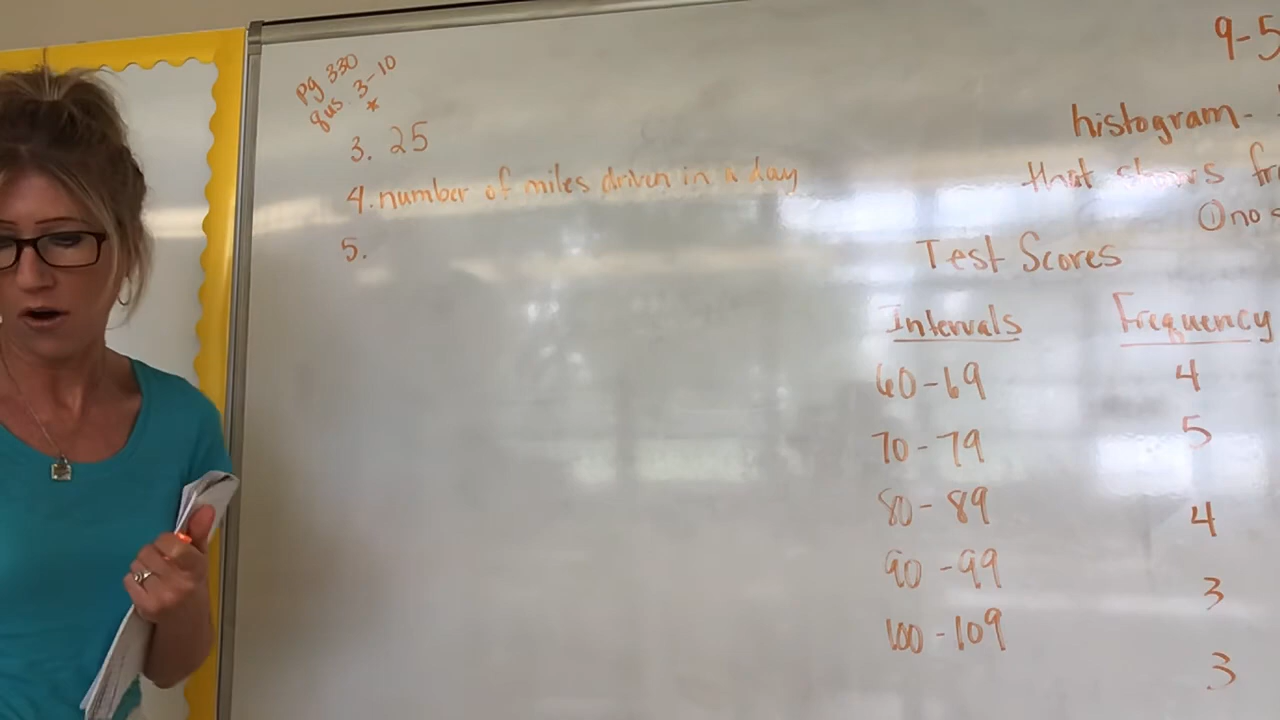 pg 330
qus. 3-10
*
3. 25
4. number of miles driven in a day
5.
9-5
histogram-
that shows
① no
Test Scores
Intervals Frequency
60-69 4
70-79 5
80-89 4
90-99 3
100-109 3